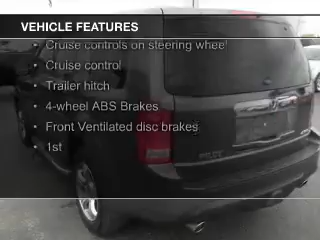 VEHICLE FEATURES
• Cruise controls on steering wheel
• Cruise control
• Trailer hitch
• 4-wheel ABS Brakes
• Front Ventilated disc brakes
• 1st
PILOT